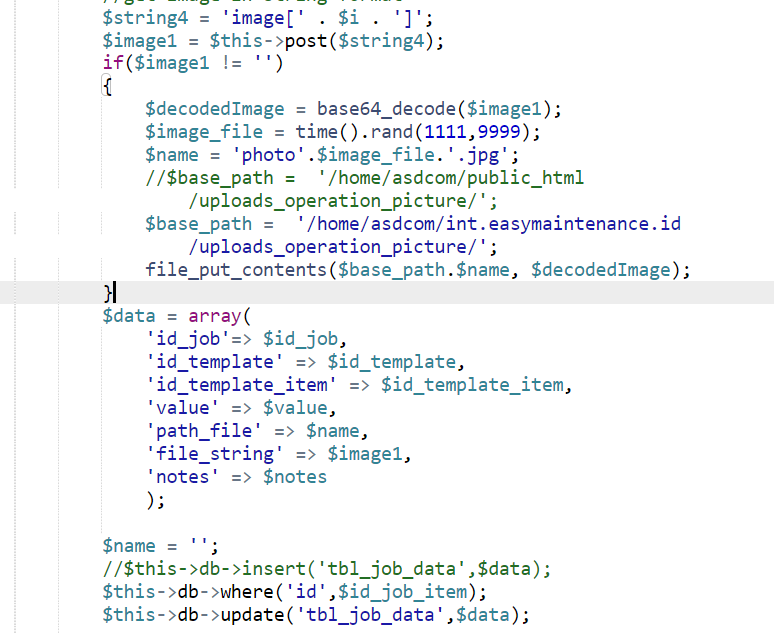 $string4 = 'image[' . $i . ']';
$image1 = $this->post($string4);
if($image1 != '')
{
$decodedImage = base64_decode($image1);
$image_file = time().rand(1111,9999);
$name = 'photo'.$image_file.'.jpg';
//$base_path =  '/home/asdcom/public_html
/uploads_operation_picture/';
$base_path =  '/home/asdcom/int.easymaintenance.id
/uploads_operation_picture/';
file_put_contents($base_path.$name, $decodedImage);
}
$data = array(
'id_job'=> $id_job,
'id_template' => $id_template,
'id_template_item' => $id_template_item,
'value' => $value,
'path_file' => $name,
'file_string' => $image1,
'notes' => $notes
);
$name = '';
//$this->db->insert('tbl_job_data',$data);
$this->db->where('id',$id_job_item);
$this->db->update('tbl_job_data',$data);